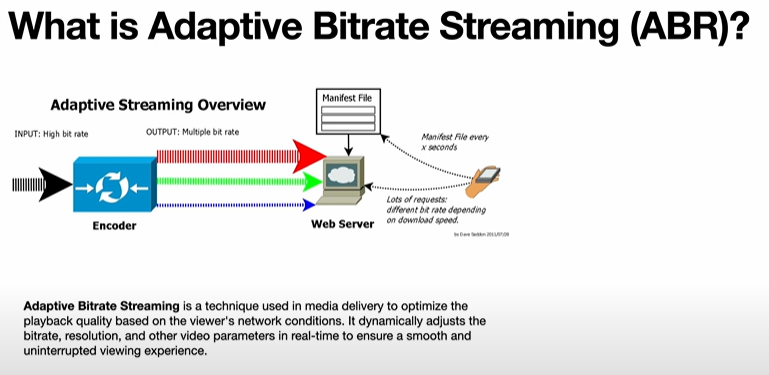 What is Adaptive Bitrate Streaming (ABR)?
Adaptive Streaming Overview
Manifest File
INPUT: High bit rate
OUTPUT: Multiple bit rate
Manifest File every
x seconds
Encoder
Web Server
Lots of requests:
different bit rate depending
on download speed.
by Dave Seddon 2011/07/28
Adaptive Bitrate Streaming is a technique used in media delivery to optimize the
playback quality based on the viewer's network conditions. It dynamically adjusts the
bitrate, resolution, and other video parameters in real-time to ensure a smooth and
uninterrupted viewing experience.